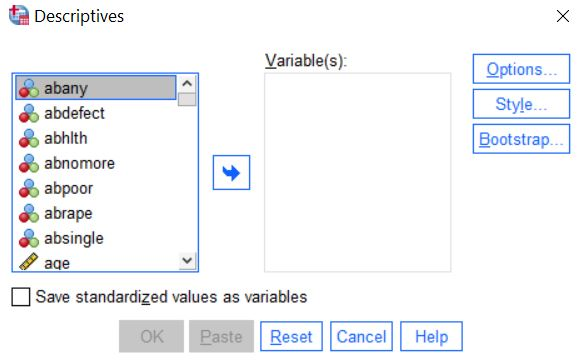 Descriptives
Variable(s):
abany
abdefect
abhlth
abnomore
abpoor
abrape
absingle
age
Options...
Style...
Bootstrap...
Save standardized values as variables
OK
Paste
Reset
Cancel
Help